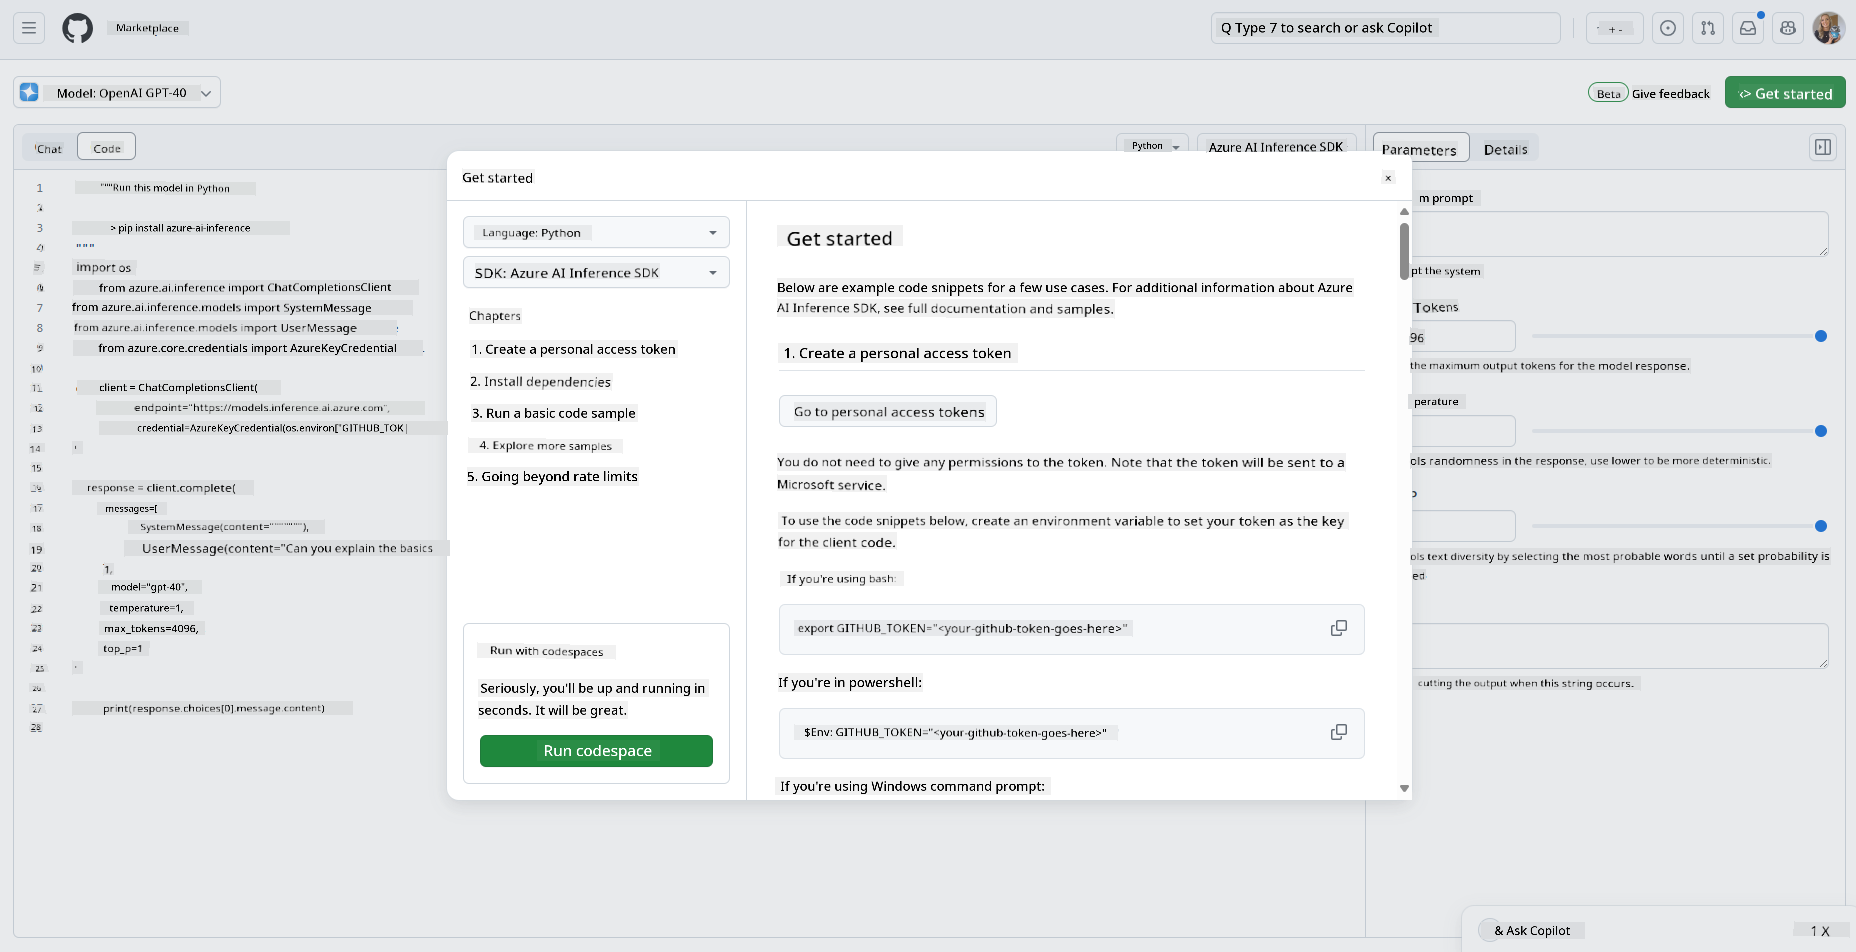 Marketplace
Q Type 7 to search or ask Copilot
+ -
Model: OpenAI GPT-40
Beta
Give feedback
Get started
Chat
Code
Python
Azure AI Inference SDK
Parameters
Details
1 """Run this model in Python
2
3 > pip install azure-ai-inference
4 """
5 import os
6 from azure.ai.inference import ChatCompletionsClient
7 from azure.ai.inference.models import SystemMessage
8 from azure.ai.inference.models import UserMessage
9 from azure.core.credentials import AzureKeyCredential
10
11 client = ChatCompletionsClient(
12 endpoint="https://models.inference.ai.azure.com",
13 credential=AzureKeyCredential(os.environ["GITHUB_TOK
14
15
16 response = client.complete(
17 messages=[
18 SystemMessage(content=""""""""),
19 UserMessage(content="Can you explain the basics
20 ],
21 model="gpt-40",
22 temperature=1,
23 max_tokens=4096,
24 top_p=1
25
26
27 print(response.choices[0].message.content)
28
Get started
×
Language: Python
SDK: Azure AI Inference SDK
Chapters
1. Create a personal access token
2. Install dependencies
3. Run a basic code sample
4. Explore more samples
5. Going beyond rate limits
Run with codespaces
Seriously, you'll be up and running in
seconds. It will be great.
Run codespace
Get started
Below are example code snippets for a few use cases. For additional information about Azure
AI Inference SDK, see full documentation and samples.
1. Create a personal access token
Go to personal access tokens
You do not need to give any permissions to the token. Note that the token will be sent to a
Microsoft service.
To use the code snippets below, create an environment variable to set your token as the key
for the client code.
If you're using bash:
export GITHUB_TOKEN="<your-github-token-goes-here>"
If you're in powershell:
$Env: GITHUB_TOKEN="<your-github-token-goes-here>"
If you're using Windows command prompt:
m prompt
pt the system
Tokens
96
the maximum output tokens for the model response.
perature
ols randomness in the response, use lower to be more deterministic.
ols text diversity by selecting the most probable words until a set probability is
ed
cutting the output when this string occurs.
& Ask Copilot
1 X